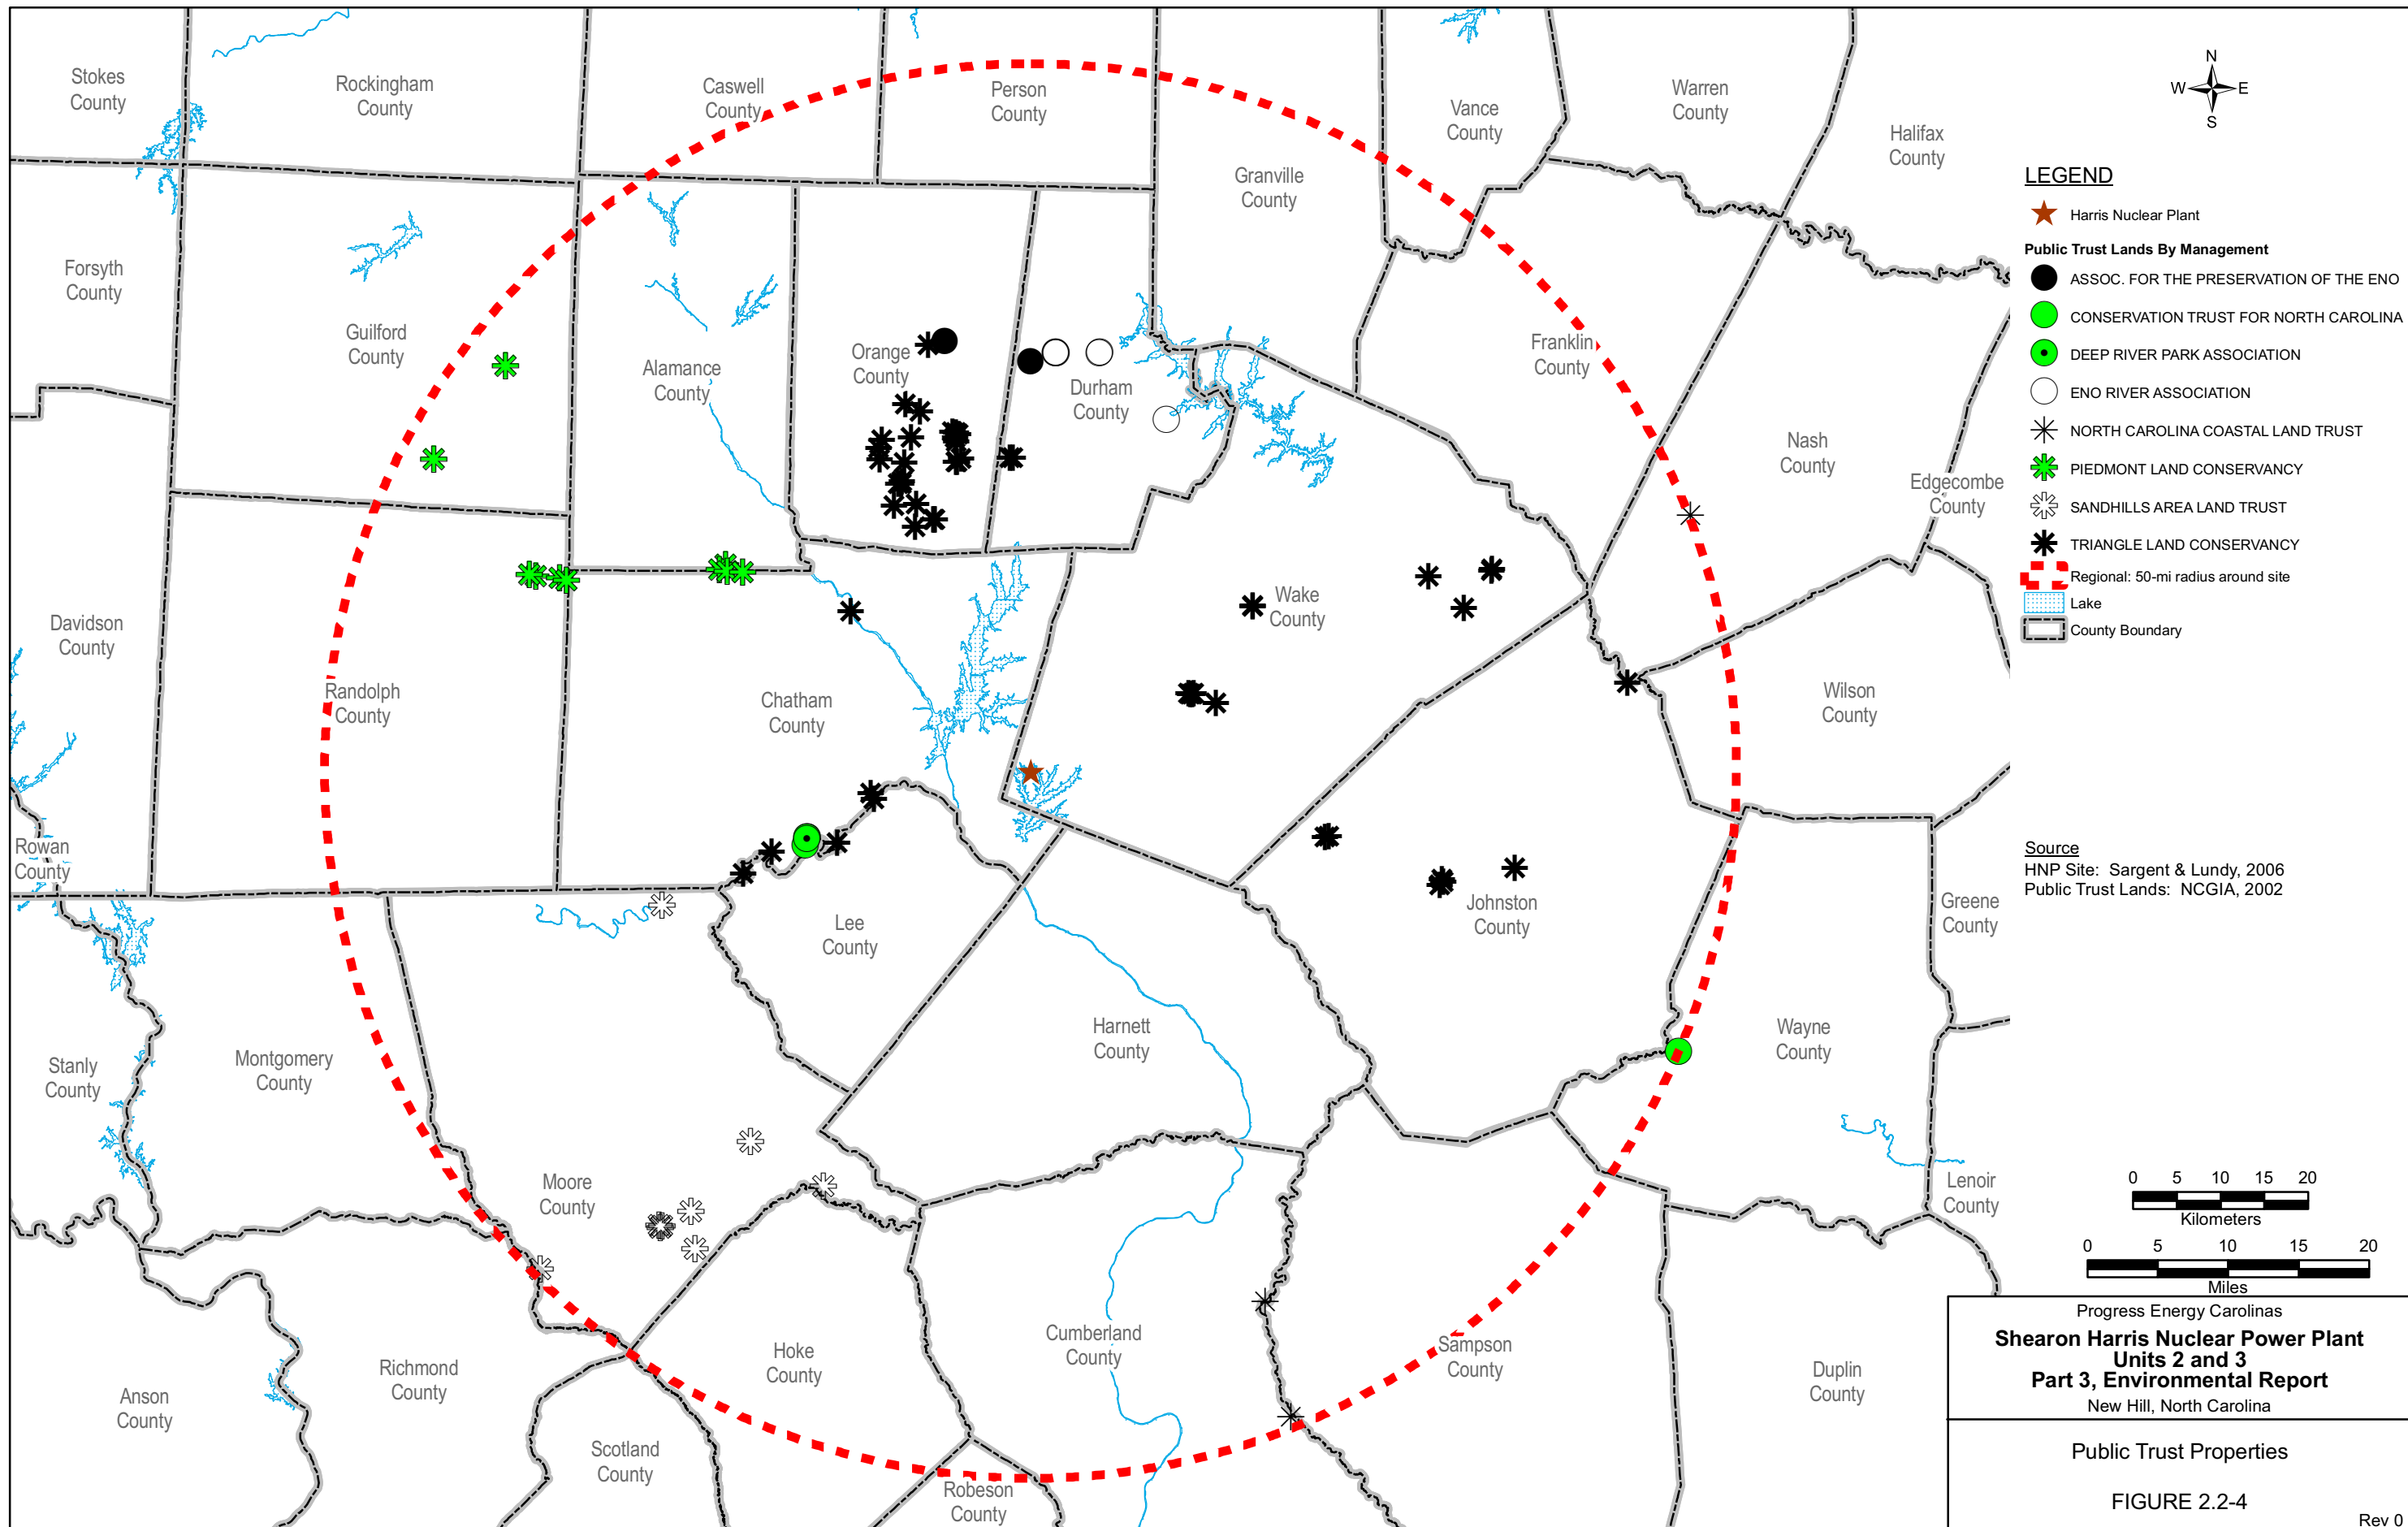 Stokes
County
Rockingham
County
Caswell
County
Person
County
Vance
County
Warren
County
Halifax
County
Granville
County
Forsyth
County
Guilford
County
Alamance
County
Orange
County
Durham
County
Franklin
County
Nash
County
Edgecombe
County
Davidson
County
Randolph
County
Chatham
County
Wake
County
Wilson
County
Rowan
County
Lee
County
Johnston
County
Greene
County
Stanly
County
Montgomery
County
Harnett
County
Wayne
County
Moore
County
Lenoir
County
Anson
County
Richmond
County
Hoke
County
Cumberland
County
Sampson
County
Duplin
County
Scotland
County
Robeson
County
N
W E
S
LEGEND
Harris Nuclear Plant
Public Trust Lands By Management
ASSOC. FOR THE PRESERVATION OF THE ENO
CONSERVATION TRUST FOR NORTH CAROLINA
DEEP RIVER PARK ASSOCIATION
ENO RIVER ASSOCIATION
NORTH CAROLINA COASTAL LAND TRUST
PIEDMONT LAND CONSERVANCY
SANDHILLS AREA LAND TRUST
TRIANGLE LAND CONSERVANCY
Regional: 50-mi radius around site
Lake
County Boundary
Source
HNP Site: Sargent & Lundy, 2006
Public Trust Lands: NCGIA, 2002
0 5 10 15 20
Kilometers
0 5 10 15 20
Miles
Progress Energy Carolinas
Shearon Harris Nuclear Power Plant
Units 2 and 3
Part 3, Environmental Report
New Hill, North Carolina
Public Trust Properties
FIGURE 2.2-4
Rev 0